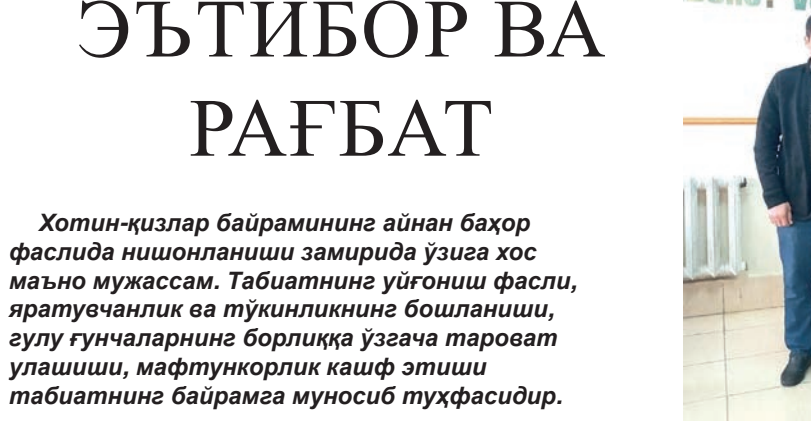 ЭЪТИБОР ВА
РАҒБАТ
Хотин-қизлар байрамининг айнан баҳор
фаслида нишонланиши замирида ўзига хос
маъно мужассам. Табиатнинг уйғониш фасли,
яратувчанлик ва тўкинликнинг бошланиши,
гулу ғунчаларнинг борлиққа ўзгача тароват
улашиши, мафтункорлик кашф этиши
табиатнинг байрамга муносиб туҳфасидир.